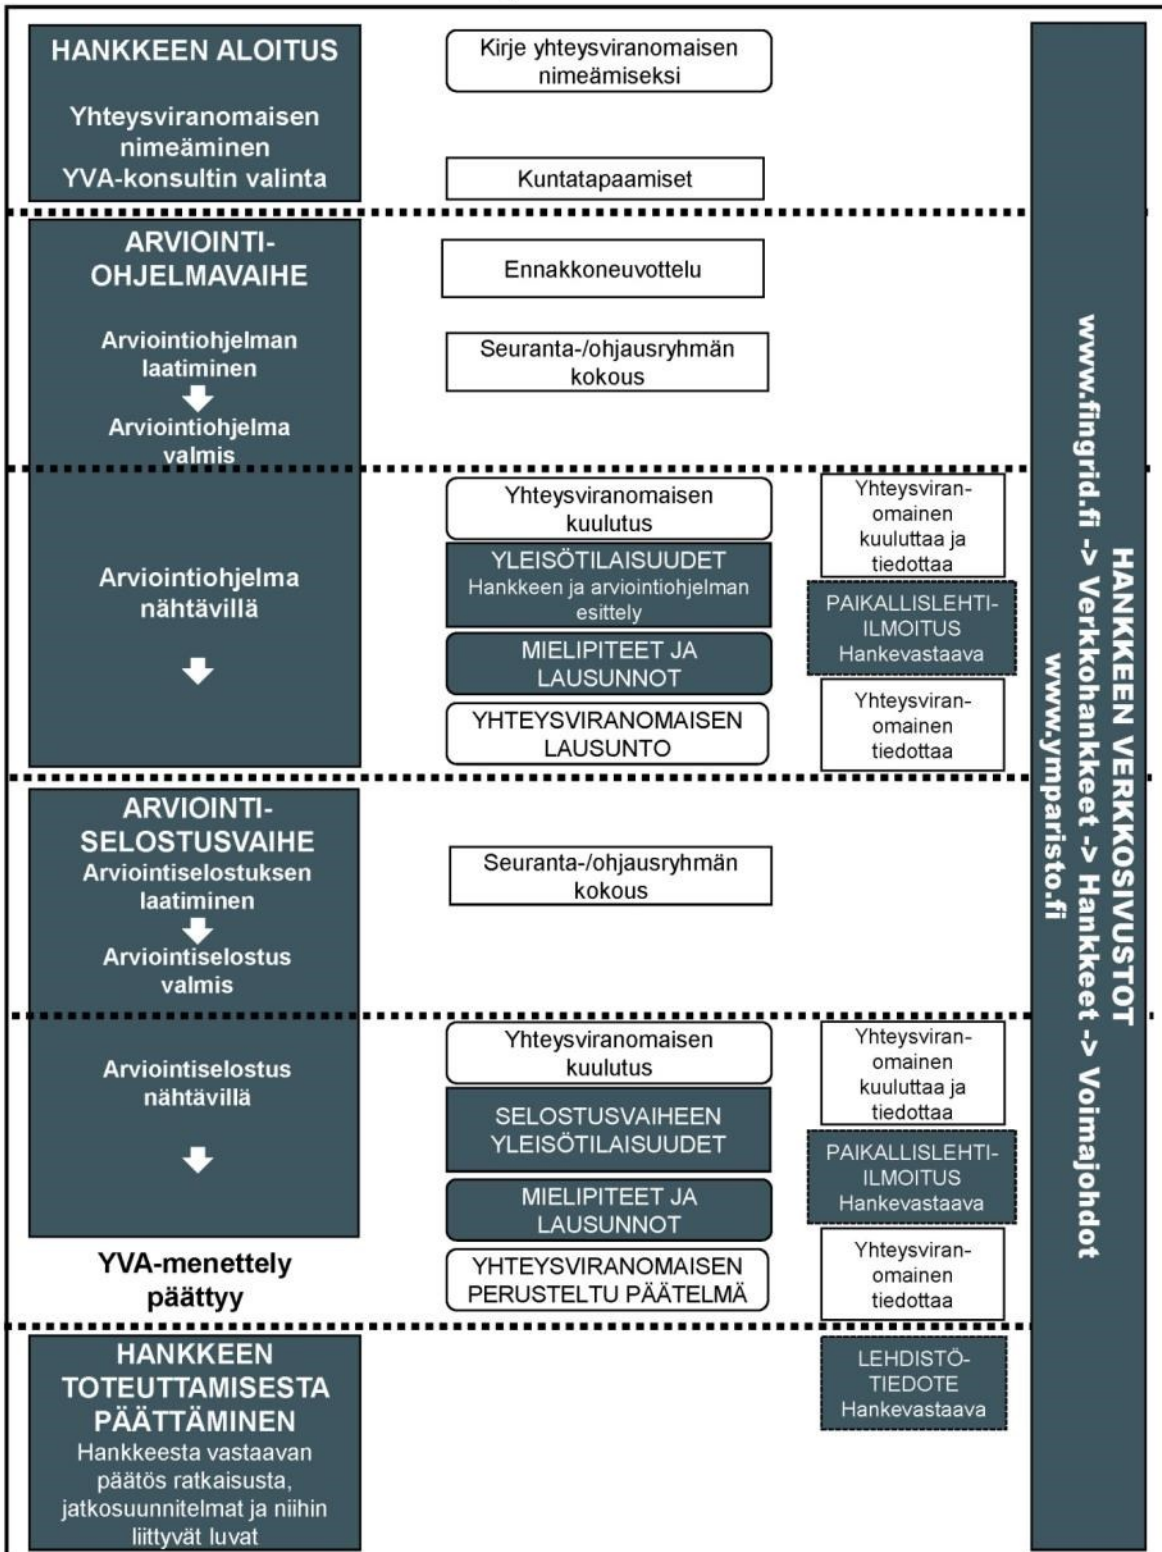 HANKKEEN ALOITUS
Yhteysviranomaisen
nimeäminen
YVA-konsultin valinta
Kirje yhteysviranomaisen
nimeämiseksi
Kuntatapaamiset
ARVIOINTI-
OHJELMAVAIHE
Arviointiohjelman
laatiminen
Arviointiohjelma
valmis
Ennakkoneuvottelu
Seuranta-/ohjausryhmän
kokous
Arviointiohjelma
nähtävillä
Yhteysviranomaisen
kuulutus
YLEISÖTILAISUUDET
Hankkeen ja arviointiohjelman
esittely
MIELIPITEET JA
LAUSUNNOT
YHTEYSVIRANOMAISEN
LAUSUNTO
Yhteysviran-
omainen
kuuluttaa ja
tiedottaa
PAIKALLISLEHTI-
ILMOITUS
Hankevastaava
Yhteysviran-
omainen
tiedottaa
ARVIOINTI-
SELOSTUSVAIHE
Arviointiselostuksen
laatiminen
Arviointiselostus
valmis
Seuranta-/ohjausryhmän
kokous
Arviointiselostus
nähtävillä
Yhteysviranomaisen
kuulutus
SELOSTUSVAIHEEN
YLEISÖTILAISUUDET
MIELIPITEET JA
LAUSUNNOT
YHTEYSVIRANOMAISEN
PERUSTELTU PÄÄTELMÄ
Yhteysviran-
omainen
kuuluttaa ja
tiedottaa
PAIKALLISLEHTI-
ILMOITUS
Hankevastaava
Yhteysviran-
omainen
tiedottaa
YVA-menettely
päättyy
HANKKEEN
TOTEUTTAMISESTA
PÄÄTTÄMINEN
Hankkeesta vastaavan
päätös ratkaisusta,
jatkosuunnitelmat ja niihin
liittyvät luvat
LEHDISTÖ-
TIEDOTE
Hankevastaava
HANKKEEN VERKKOSIVUSTOT
www.fingrid.fi -> Verkkohankkeet -> Hankkeet -> Voimajohdot
www.ymparisto.fi